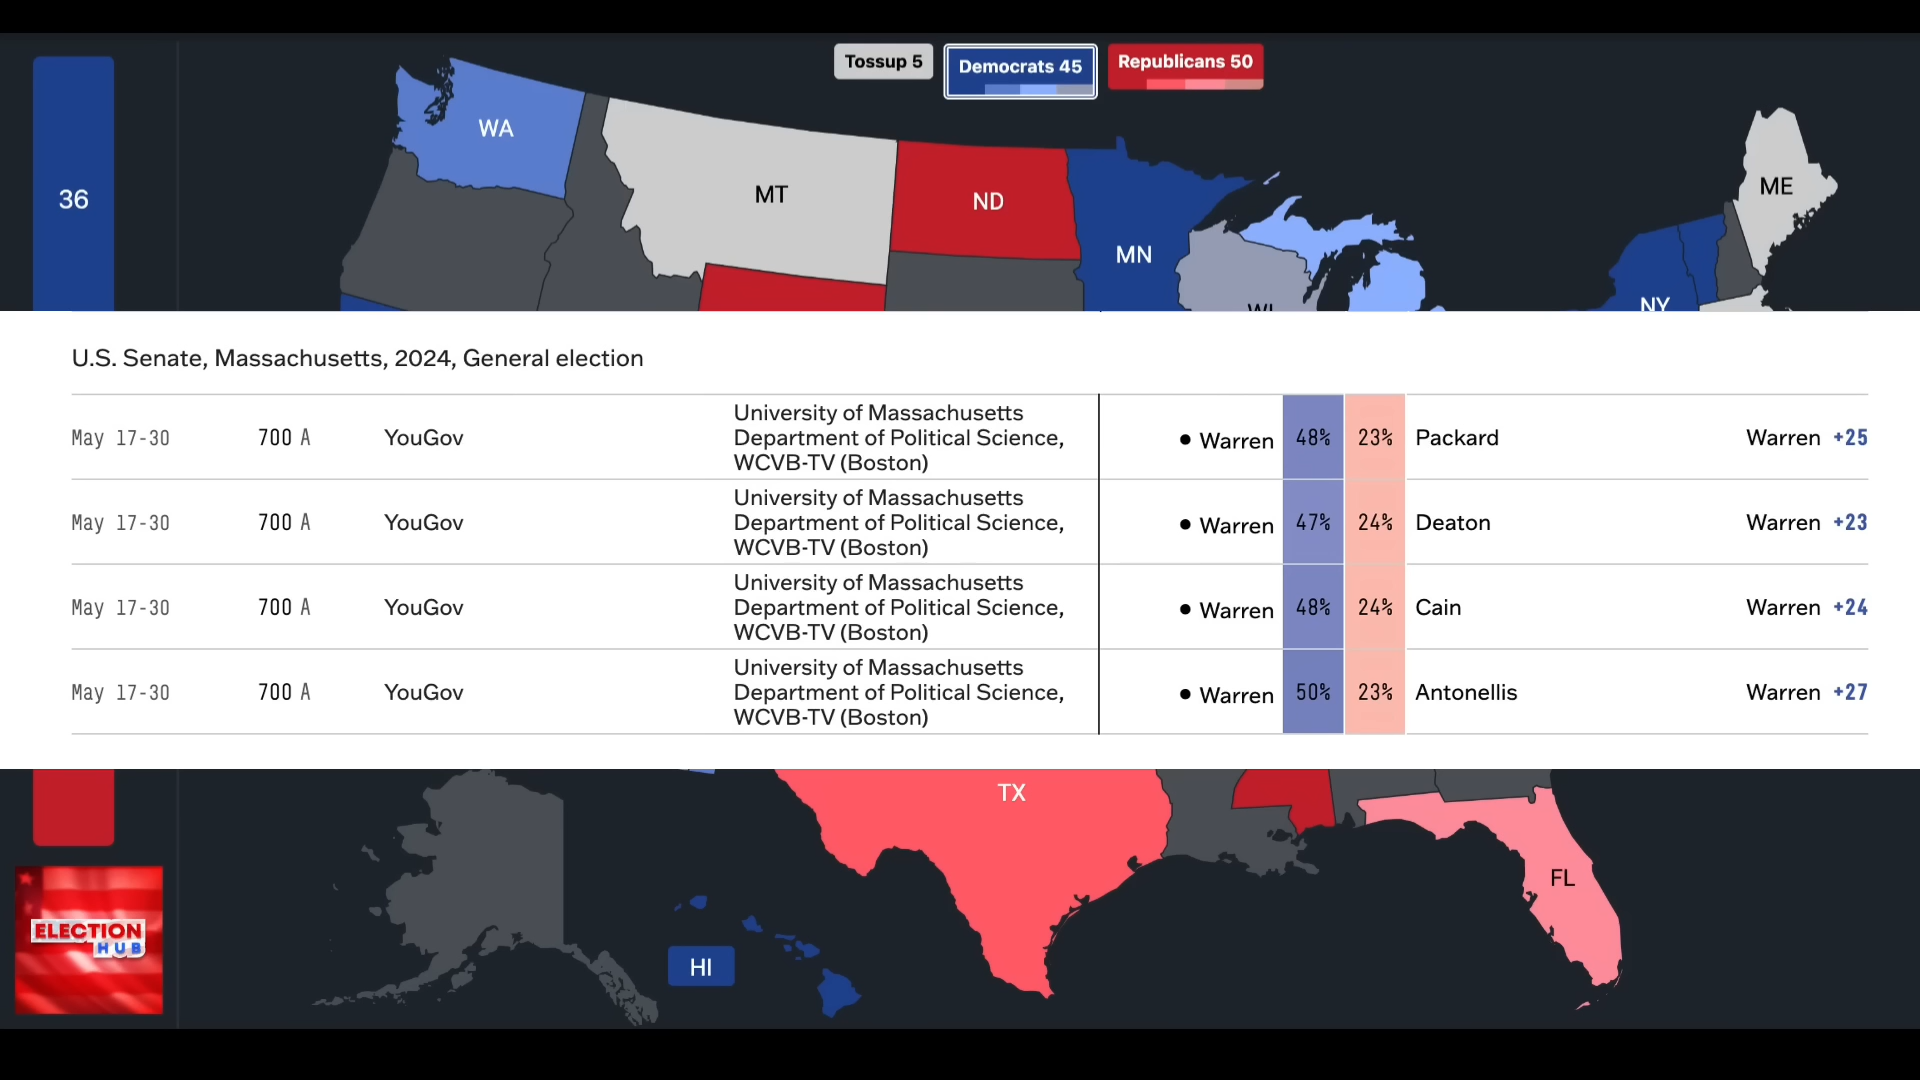 Tossup 5
Democrats 45
Republicans 50
36
WA
MT
ND
MN
WI
NY
ME
U.S. Senate, Massachusetts, 2024, General election
May 17-30 700 A YouGov University of Massachusetts Department of Political Science, WCVB-TV (Boston) • Warren 48% 23% Packard Warren +25
May 17-30 700 A YouGov University of Massachusetts Department of Political Science, WCVB-TV (Boston) • Warren 47% 24% Deaton Warren +23
May 17-30 700 A YouGov University of Massachusetts Department of Political Science, WCVB-TV (Boston) • Warren 48% 24% Cain Warren +24
May 17-30 700 A YouGov University of Massachusetts Department of Political Science, WCVB-TV (Boston) • Warren 50% 23% Antonellis Warren +27
TX
FL
HI
ELECTION
HUB